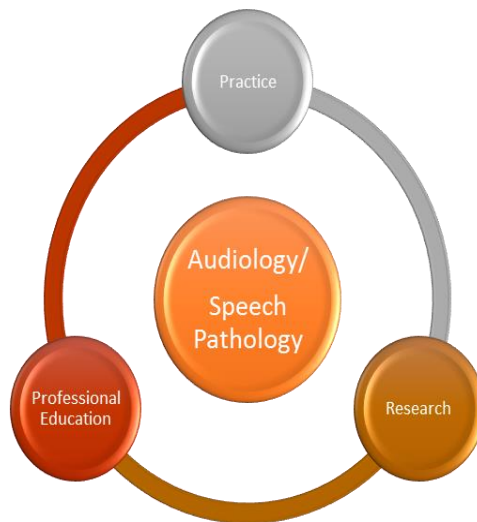 Practice
Audiology/
Speech
Pathology
Professional
Education
Research